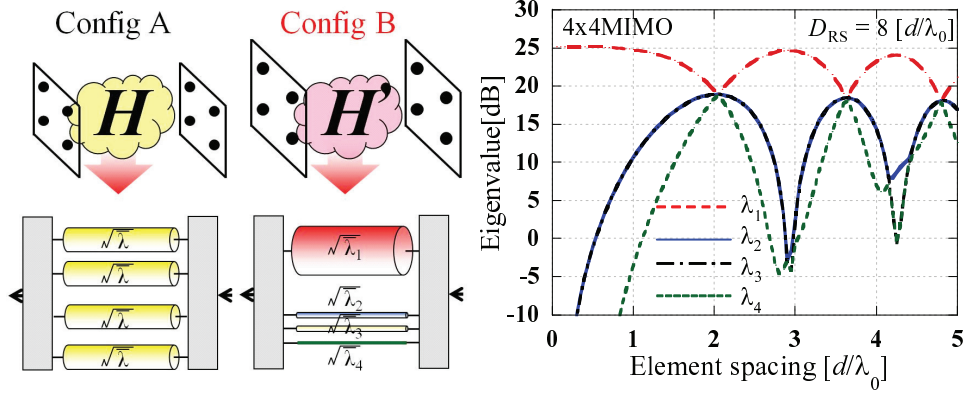 Config A
Config B
H
H’
√λ
√λ
√λ
√λ
√λ₁
√λ₂
√λ₃
√λ₄
4x4MIMO
D_RS = 8 [d/λ₀]
Eigenvalue[dB]
30
25
20
15
10
5
0
-5
-10
λ₁
λ₂
λ₃
λ₄
0 1 2 3 4 5
Element spacing [d/λ₀]